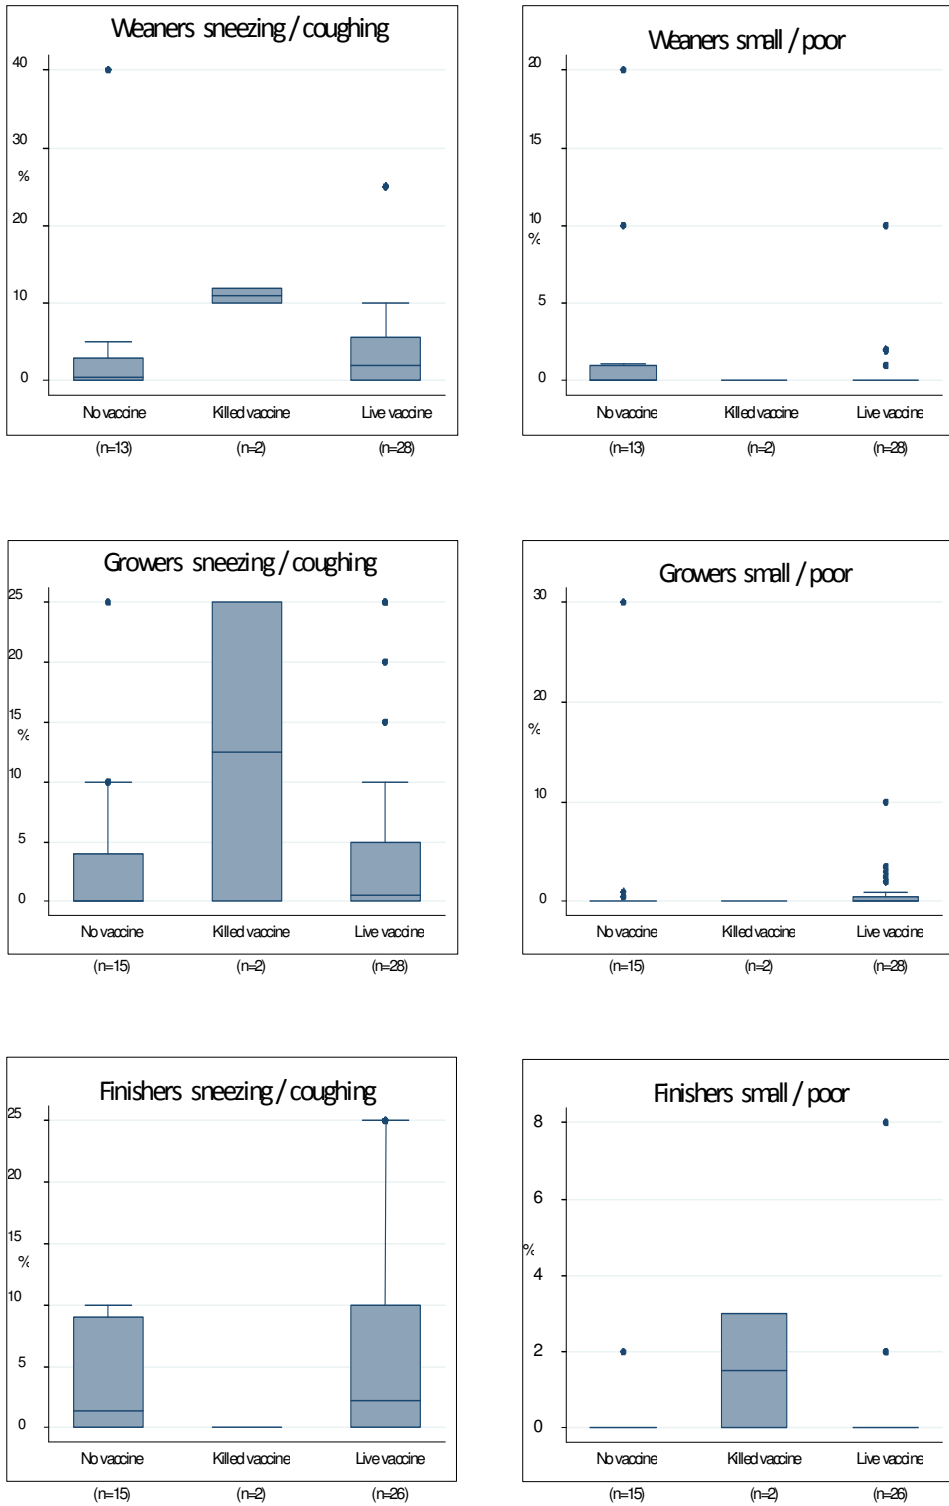 Weaners sneezing / coughing
40
30
%
20
10
0
No vaccine Killed vaccine Live vaccine
(n=13) (n=2) (n=28)
Weaners small / poor
20
15
10
%
5
0
No vaccine Killed vaccine Live vaccine
(n=13) (n=2) (n=28)
Growers sneezing / coughing
25
20
15
%
10
5
0
No vaccine Killed vaccine Live vaccine
(n=15) (n=2) (n=28)
Growers small / poor
30
20
%
10
0
No vaccine Killed vaccine Live vaccine
(n=15) (n=2) (n=28)
Finishers sneezing / coughing
25
20
15
%
10
5
0
No vaccine Killed vaccine Live vaccine
(n=15) (n=2) (n=26)
Finishers small / poor
8
6
%
4
2
0
No vaccine Killed vaccine Live vaccine
(n=15) (n=2) (n=26)